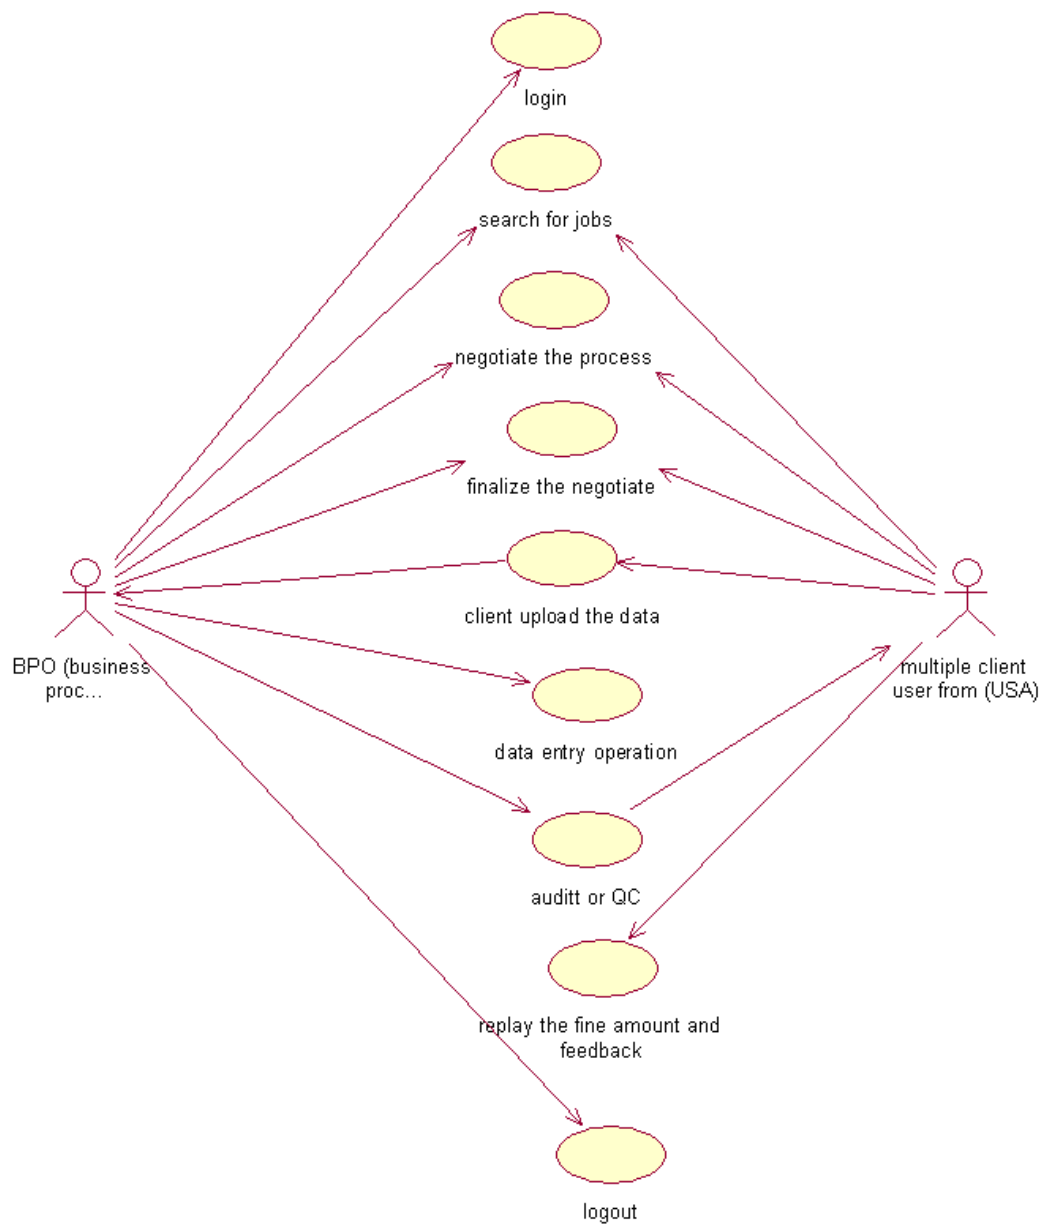 login
search for jobs
negotiate the process
finalize the negotiate
client upload the data
BPO (business
proc...
multiple client
user from (USA)
data entry operation
auditt or QC
replay the fine amount and
feedback
logout